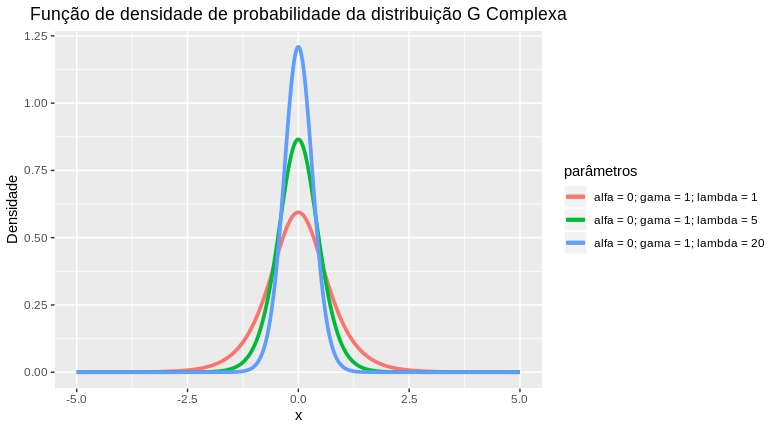 Função de densidade de probabilidade da distribuição G Complexa
1.25
1.00
0.75
0.50
0.25
0.00
Densidade
-5.0
-2.5
0.0
2.5
5.0
x
parâmetros
alfa = 0; gama = 1; lambda = 1
alfa = 0; gama = 1; lambda = 5
alfa = 0; gama = 1; lambda = 20